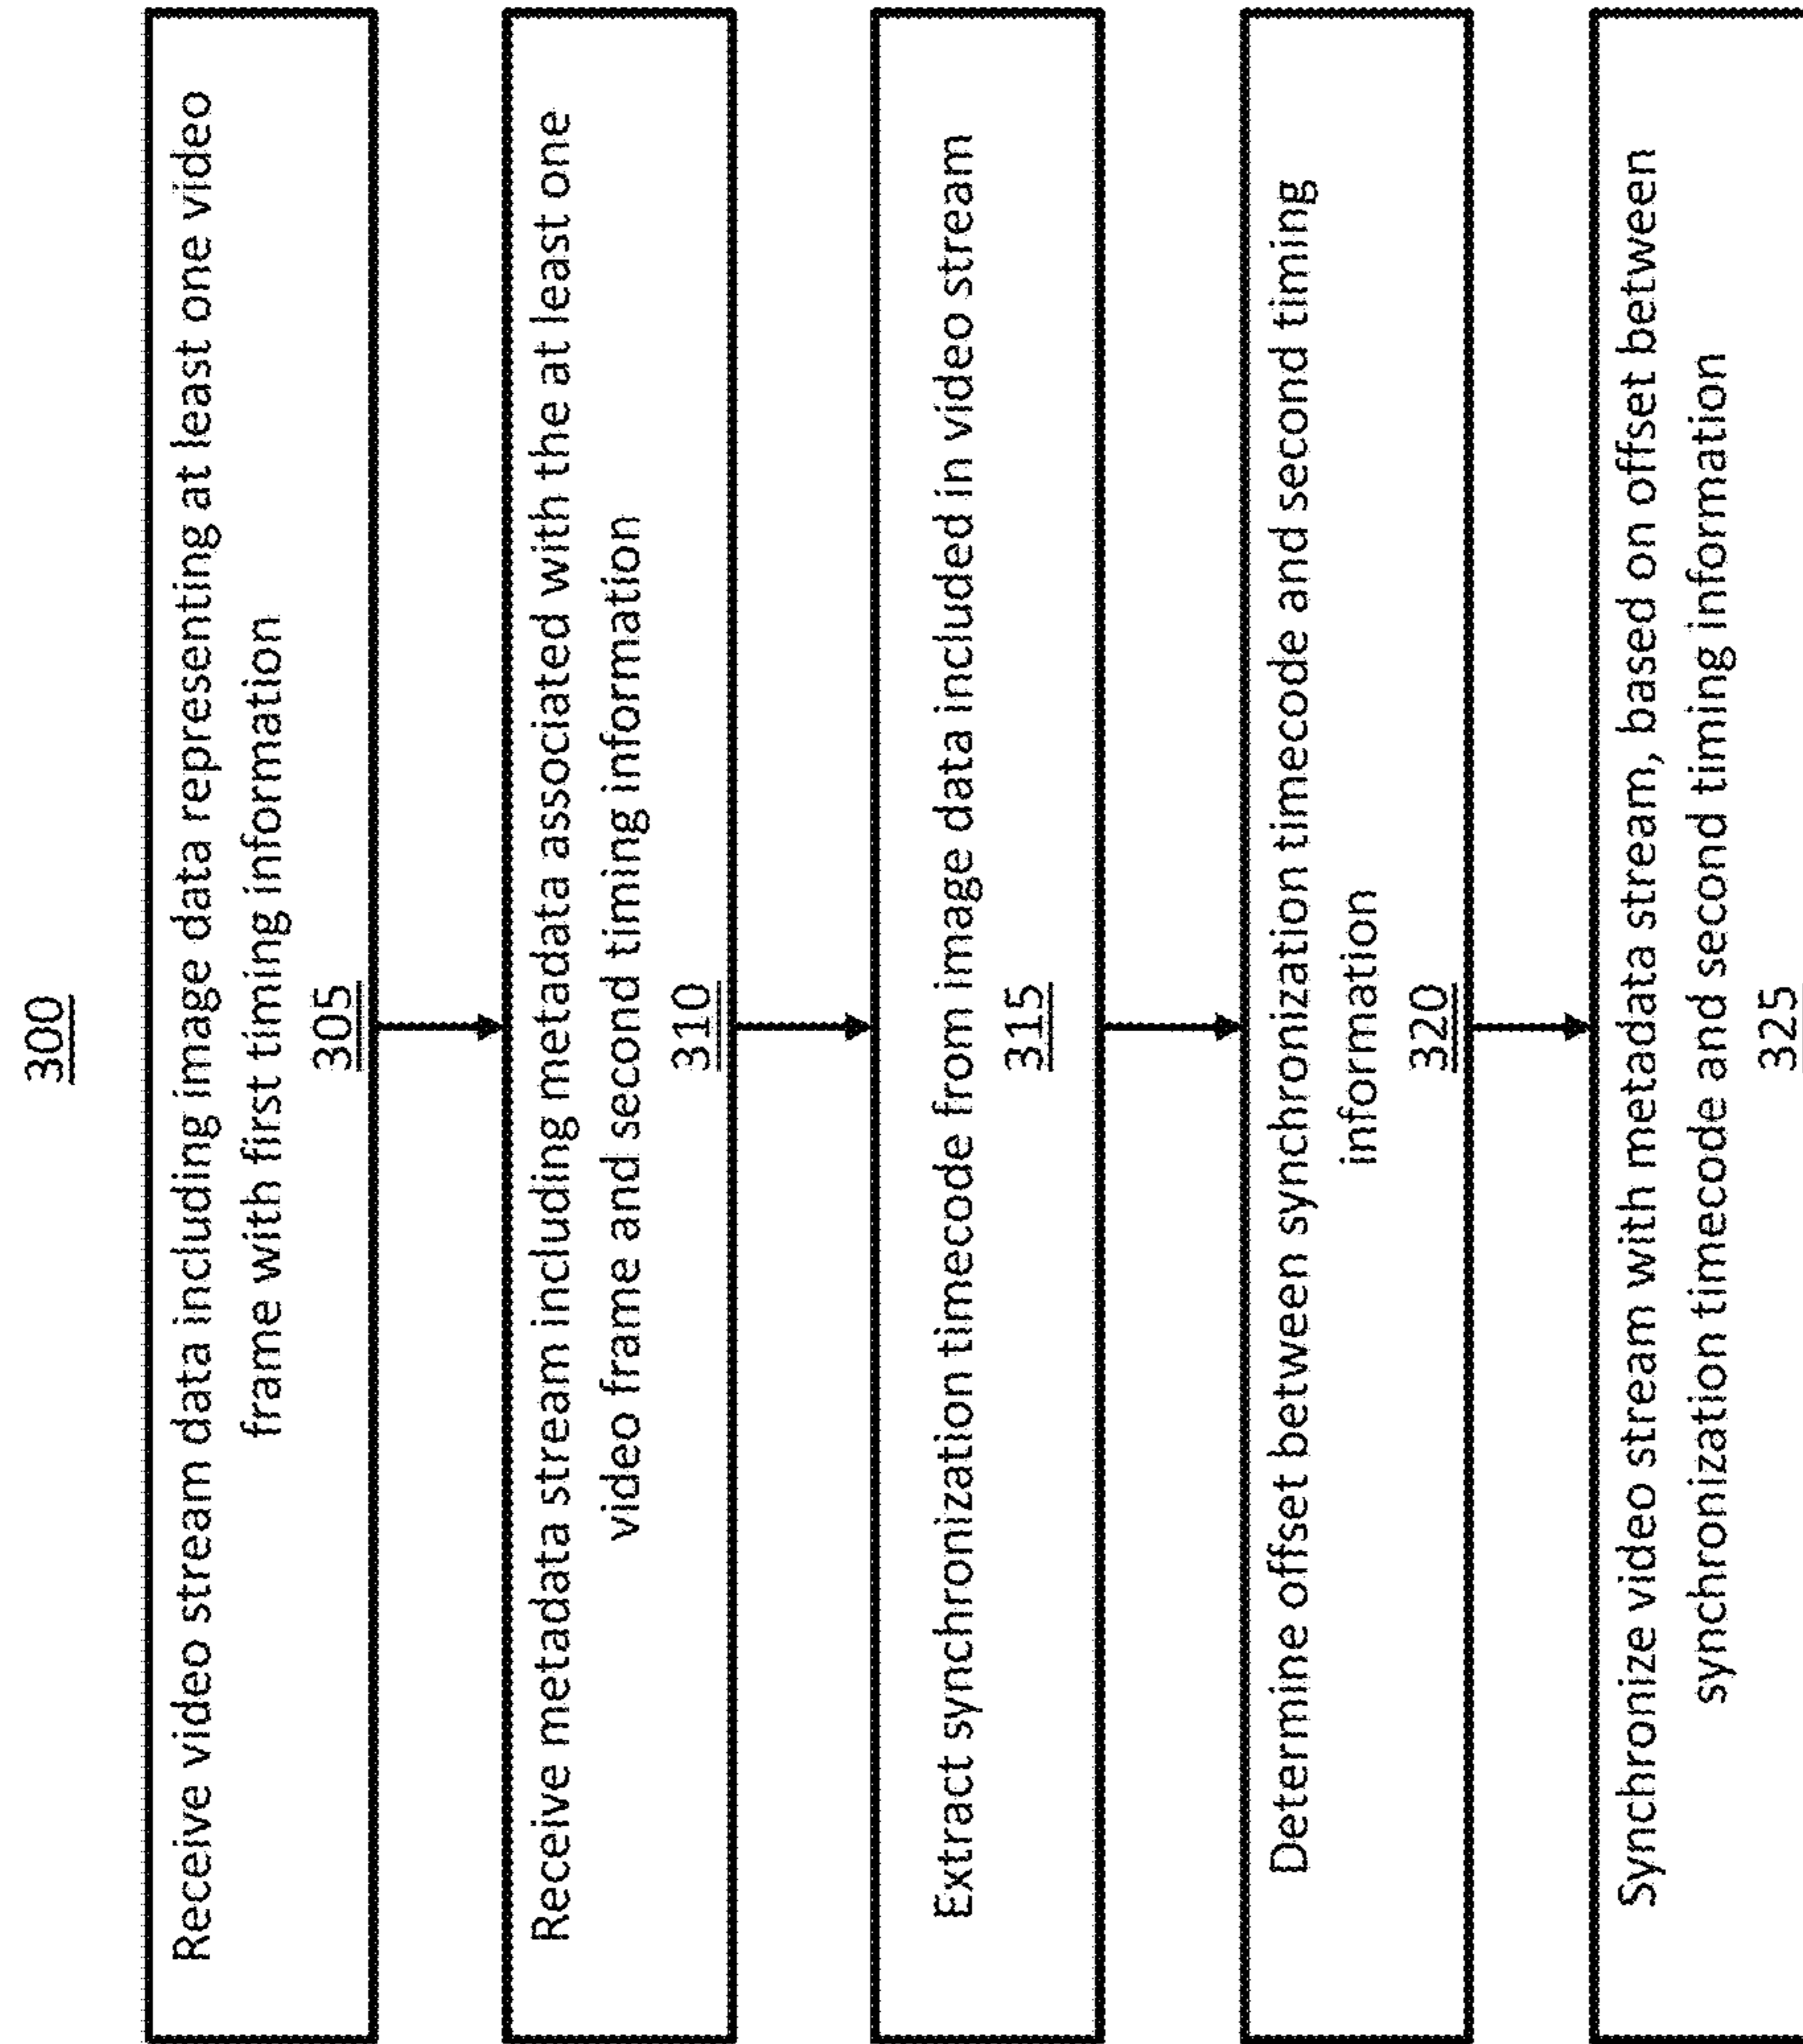 300
Receive video stream data including image data representing at least one video
frame with first timing information
305
Receive metadata stream including metadata associated with the at least one
video frame and second timing information
310
Extract synchronization timecode from image data included in video stream
315
Determine offset between synchronization timecode and second timing
information
320
Synchronize video stream with metadata stream, based on offset between
synchronization timecode and second timing information
325